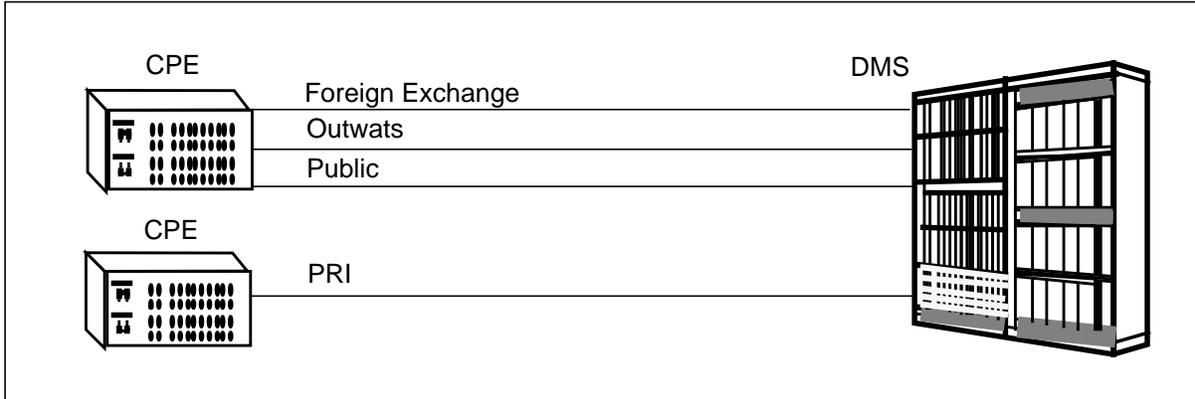 CPE
DMS
Foreign Exchange
Outwats
Public
CPE
PRI